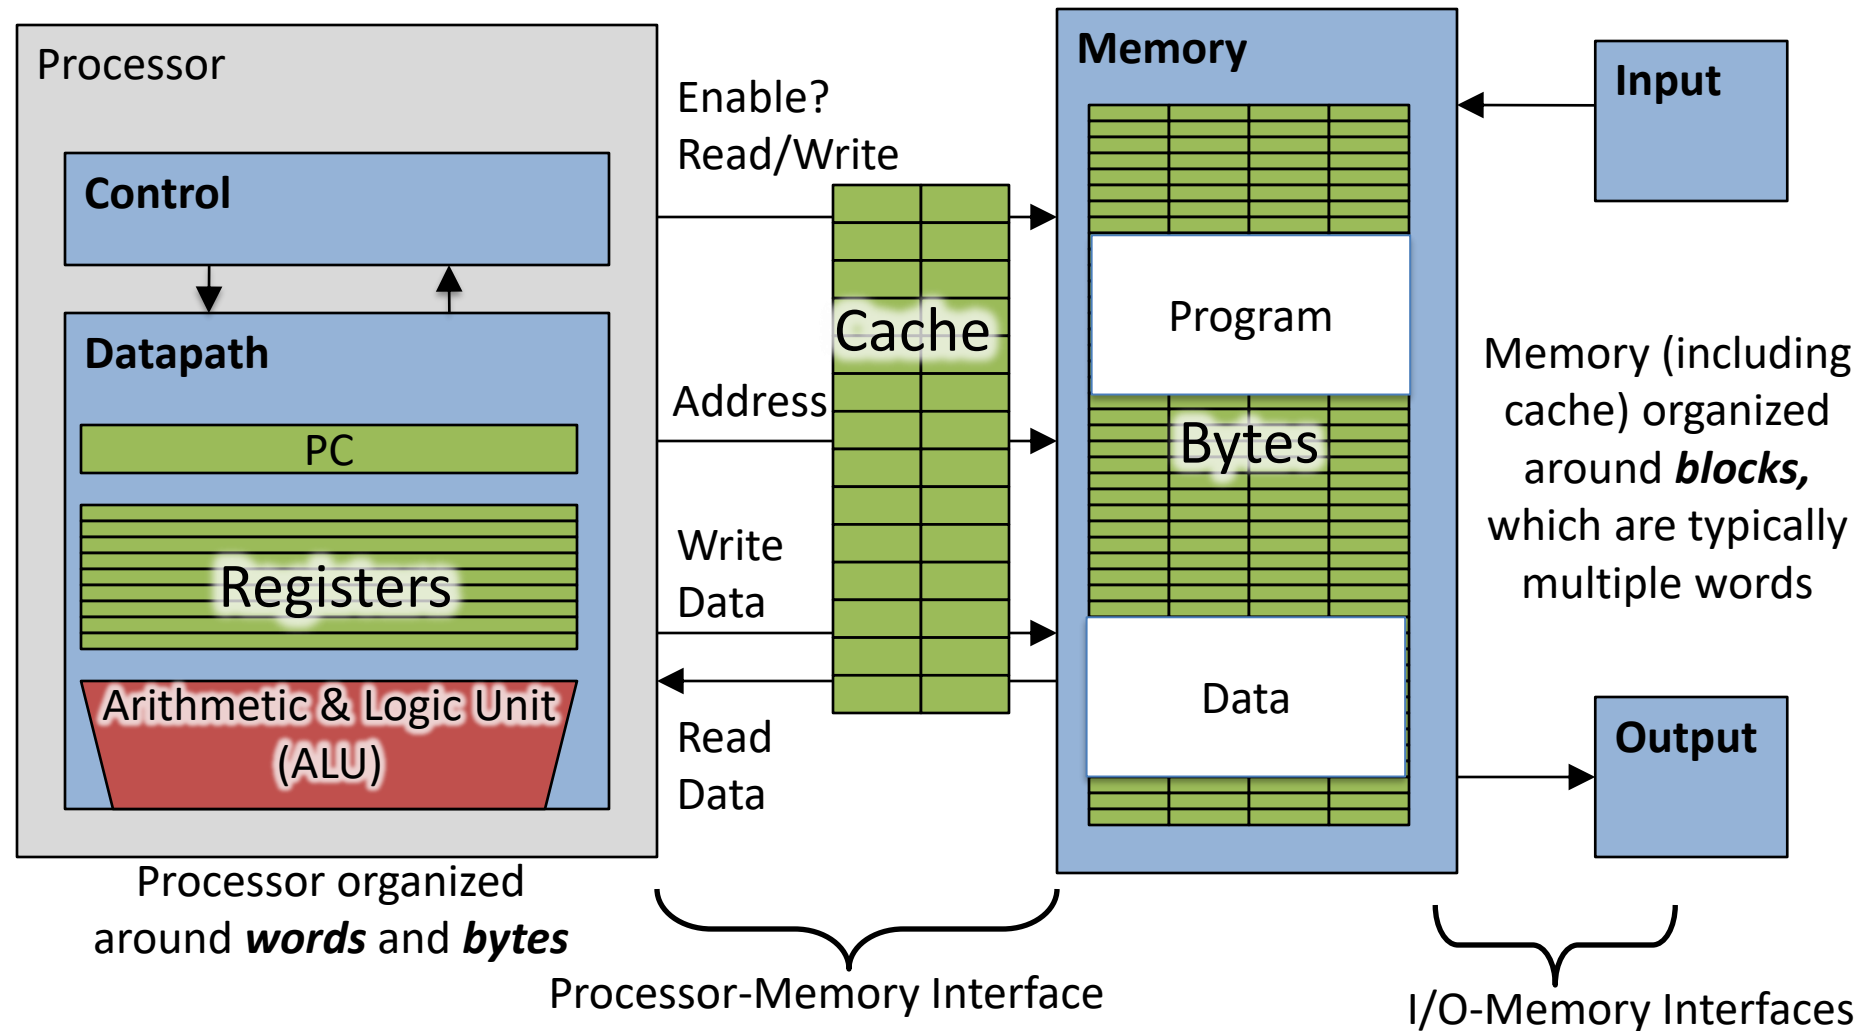 Processor
Control
Datapath
PC
Registers
Arithmetic & Logic Unit
(ALU)
Processor organized
around words and bytes
Enable?
Read/Write
Address
Write
Data
Read
Data
Cache
Processor-Memory Interface
Memory
Program
Bytes
Data
Input
Memory (including
cache) organized
around blocks,
which are typically
multiple words
Output
I/O-Memory Interfaces